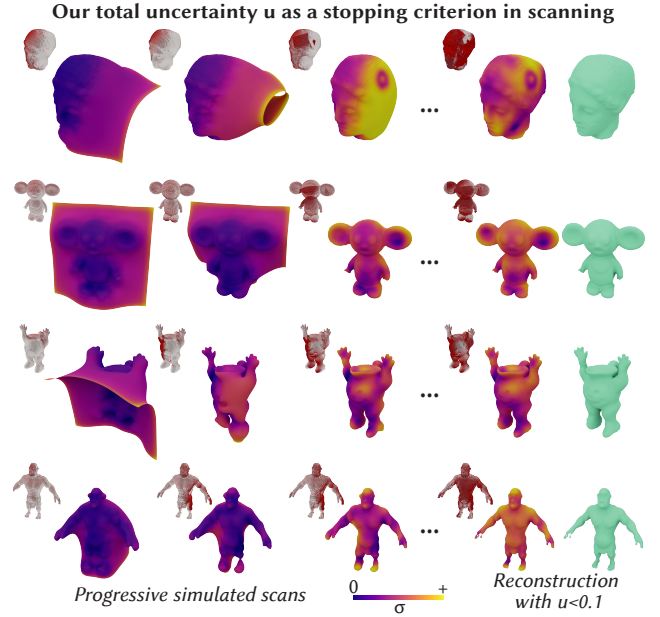 Our total uncertainty u as a stopping criterion in scanning
...
...
...
...
Progressive simulated scans
0
+
σ
Reconstruction
with u<0.1